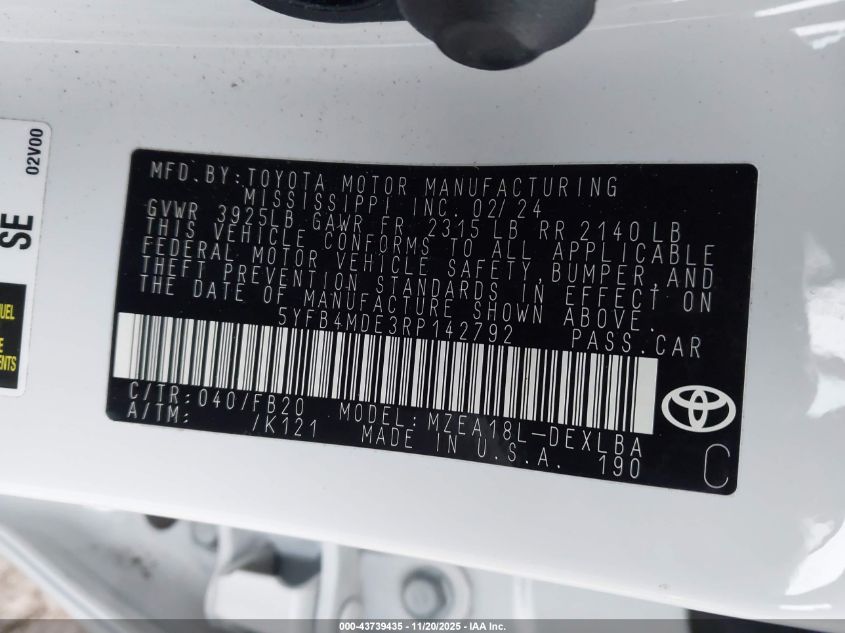 02V00
SE
UEL
E
ENTS
MFD.BY:TOYOTA MOTOR MANUFACTURING
MISSISSIPPI INC. 02/24
GVWR 3925LB GAWR FR 2315 LB RR 2140 LB
THIS VEHICLE CONFORMS TO ALL APPLICABLE
FEDERAL MOTOR VEHICLE SAFETY, BUMPER, AND
THEFT PREVENTION STANDARDS IN EFFECT ON
THE DATE OF MANUFACTURE SHOWN ABOVE.
5YFB4MDE3RP142792 PASS.CAR
C/TR: 040/FB20 MODEL: MZEA18L-DEXLBA
A/TM: /K121 MADE IN U.S.A. 190
C
000-43739435 - 11/20/2025 - IAA Inc.